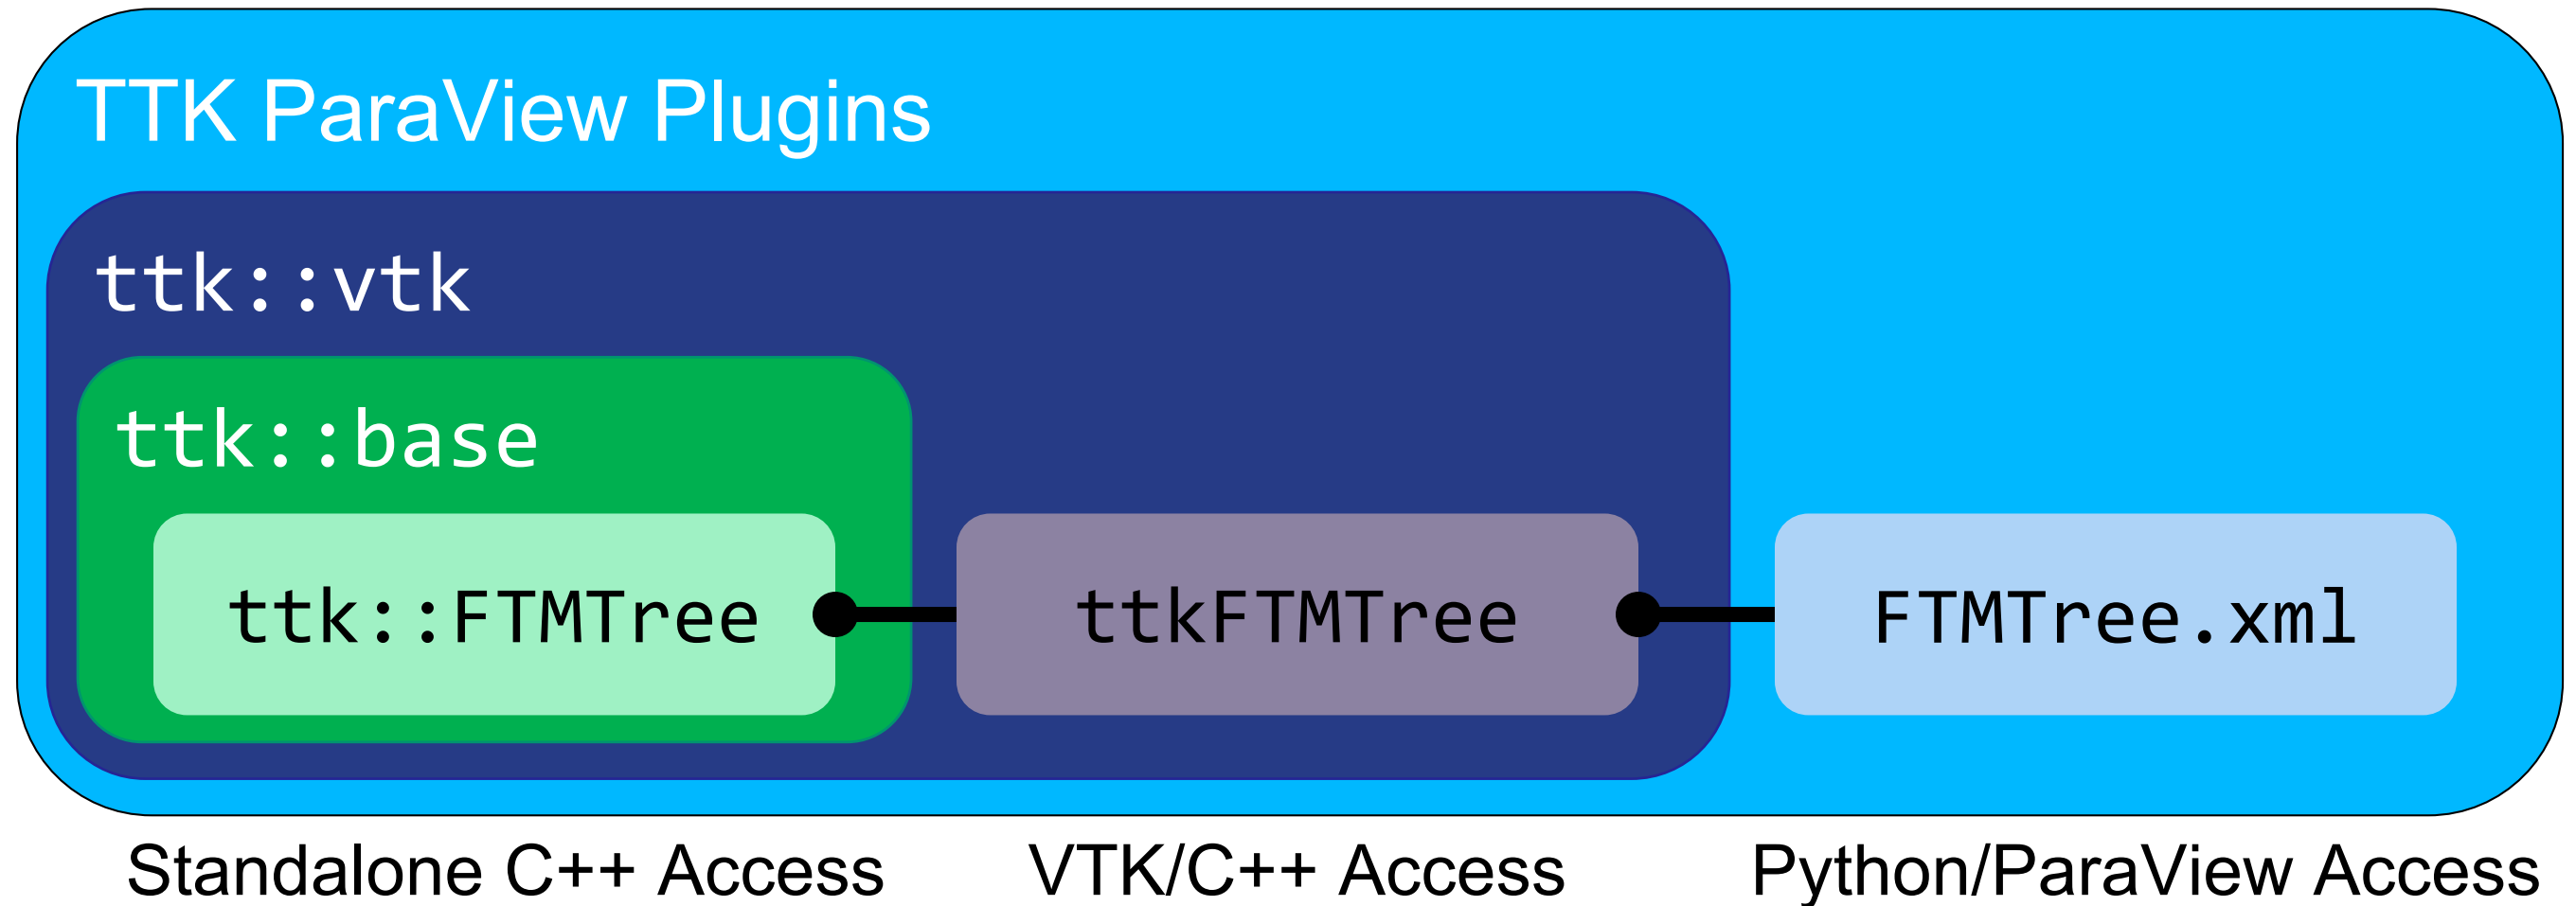 TTK ParaView Plugins
ttk::vtk
ttk::base
ttk::FTMTree
ttkFTMTree
FTMTree.xml
Standalone C++ Access
VTK/C++ Access
Python/ParaView Access